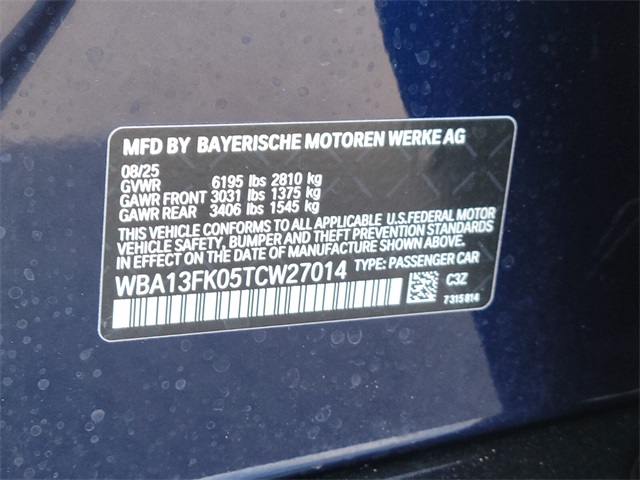 MFD BY BAYERISCHE MOTOREN WERKE AG
08/25
GVWR 6195 lbs 2810 kg
GAWR FRONT 3031 lbs 1375 kg
GAWR REAR 3406 lbs 1545 kg
THIS VEHICLE CONFORMS TO ALL APPLICABLE U.S.FEDERAL MOTOR
VEHICLE SAFETY, BUMPER AND THEFT PREVENTION STANDARDS
IN EFFECT ON THE DATE OF MANUFACTURE SHOWN ABOVE.
WBA13FK05TCW27014 TYPE: PASSENGER CAR
C3Z
7315814